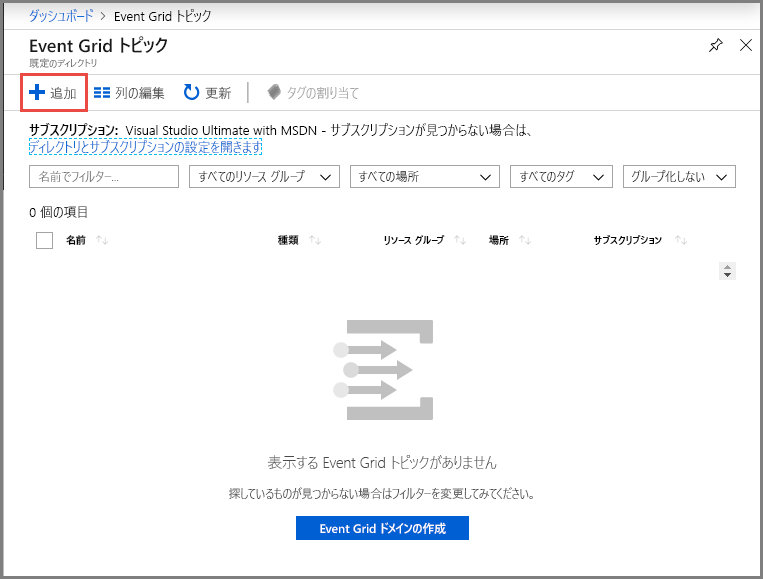 ダッシュボード > Event Grid トピック
Event Grid トピック
既定のディレクトリ
追加 列の編集 更新 タグの割り当て
サブスクリプション: Visual Studio Ultimate with MSDN - サブスクリプションが見つからない場合は、
ディレクトリとサブスクリプションの設定を開きます
名前でフィルター... すべてのリソース グループ すべての場所 すべてのタグ グループ化しない
0 個の項目
名前 種類 リソース グループ 場所 サブスクリプション
表示する Event Grid トピックがありません
探しているものが見つからない場合はフィルターを変更してみてください。
Event Grid ドメインの作成